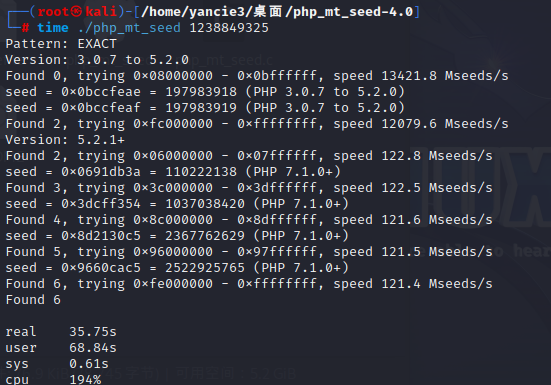 ┌──(root㉿kali)-[/home/yancie3/桌面/php_mt_seed-4.0]
└─# time ./php_mt_seed 1238849325
Pattern: EXACT
Version: 3.0.7 to 5.2.0
Found 0, trying 0×08000000 - 0×0bffffff, speed 13421.8 Mseeds/s
seed = 0×0bccfeae = 197983918 (PHP 3.0.7 to 5.2.0)
seed = 0×0bccfeaf = 197983919 (PHP 3.0.7 to 5.2.0)
Found 2, trying 0×fc000000 - 0×ffffffff, speed 12079.6 Mseeds/s
Version: 5.2.1+
Found 2, trying 0×06000000 - 0×07ffffff, speed 122.8 Mseeds/s
seed = 0×0691db3a = 110222138 (PHP 7.1.0+)
Found 3, trying 0×3c000000 - 0×3dffffff, speed 122.5 Mseeds/s
seed = 0×3dcff354 = 1037038420 (PHP 7.1.0+)
Found 4, trying 0×8c000000 - 0×8dffffff, speed 121.6 Mseeds/s
seed = 0×8d2130c5 = 2367762629 (PHP 7.1.0+)
Found 5, trying 0×96000000 - 0×97ffffff, speed 121.5 Mseeds/s
seed = 0×9660cac5 = 2522925765 (PHP 7.1.0+)
Found 6, trying 0×fe000000 - 0×ffffffff, speed 121.4 Mseeds/s
Found 6
real 35.75s
user 68.84s
sys 0.61s
cpu 194%